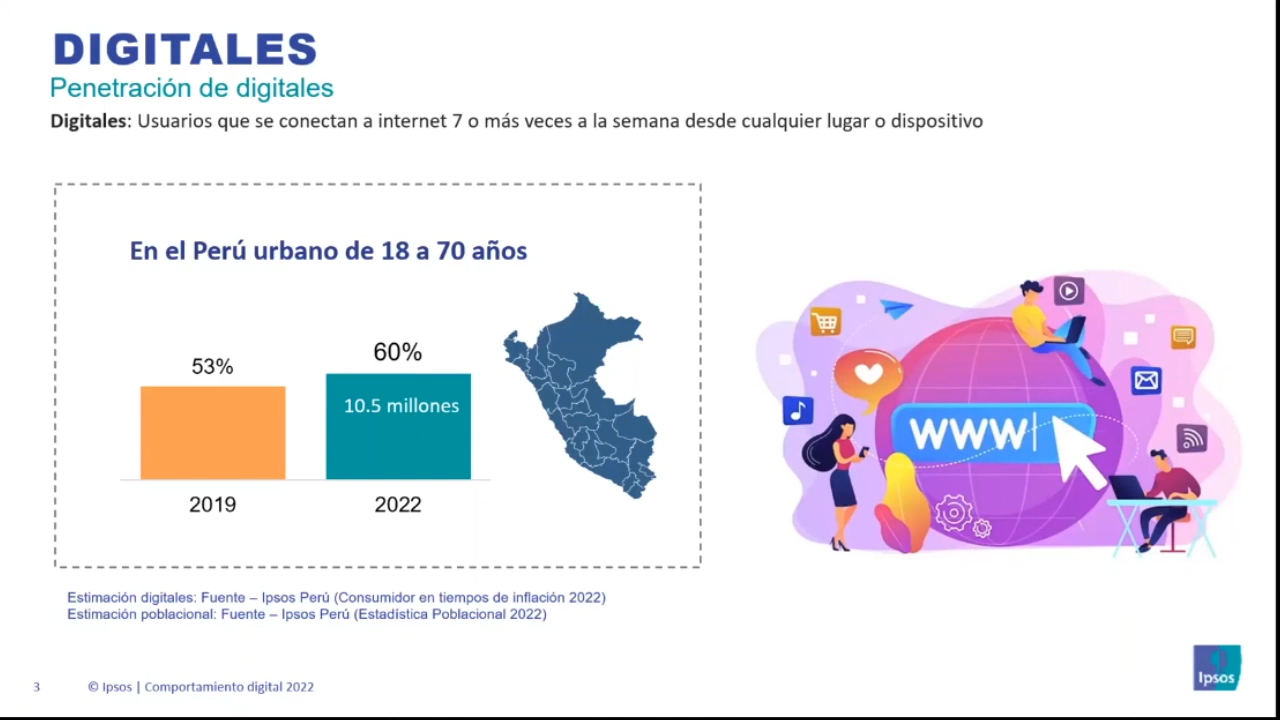 DIGITALES
Penetración de digitales
Digitales: Usuarios que se conectan a internet 7 o más veces a la semana desde cualquier lugar o dispositivo
En el Perú urbano de 18 a 70 años
53%
60%
10.5 millones
2019
2022
www
Estimación digitales: Fuente – Ipsos Perú (Consumidor en tiempos de inflación 2022)
Estimación poblacional: Fuente – Ipsos Perú (Estadística Poblacional 2022)
3
© Ipsos | Comportamiento digital 2022
Ipsos